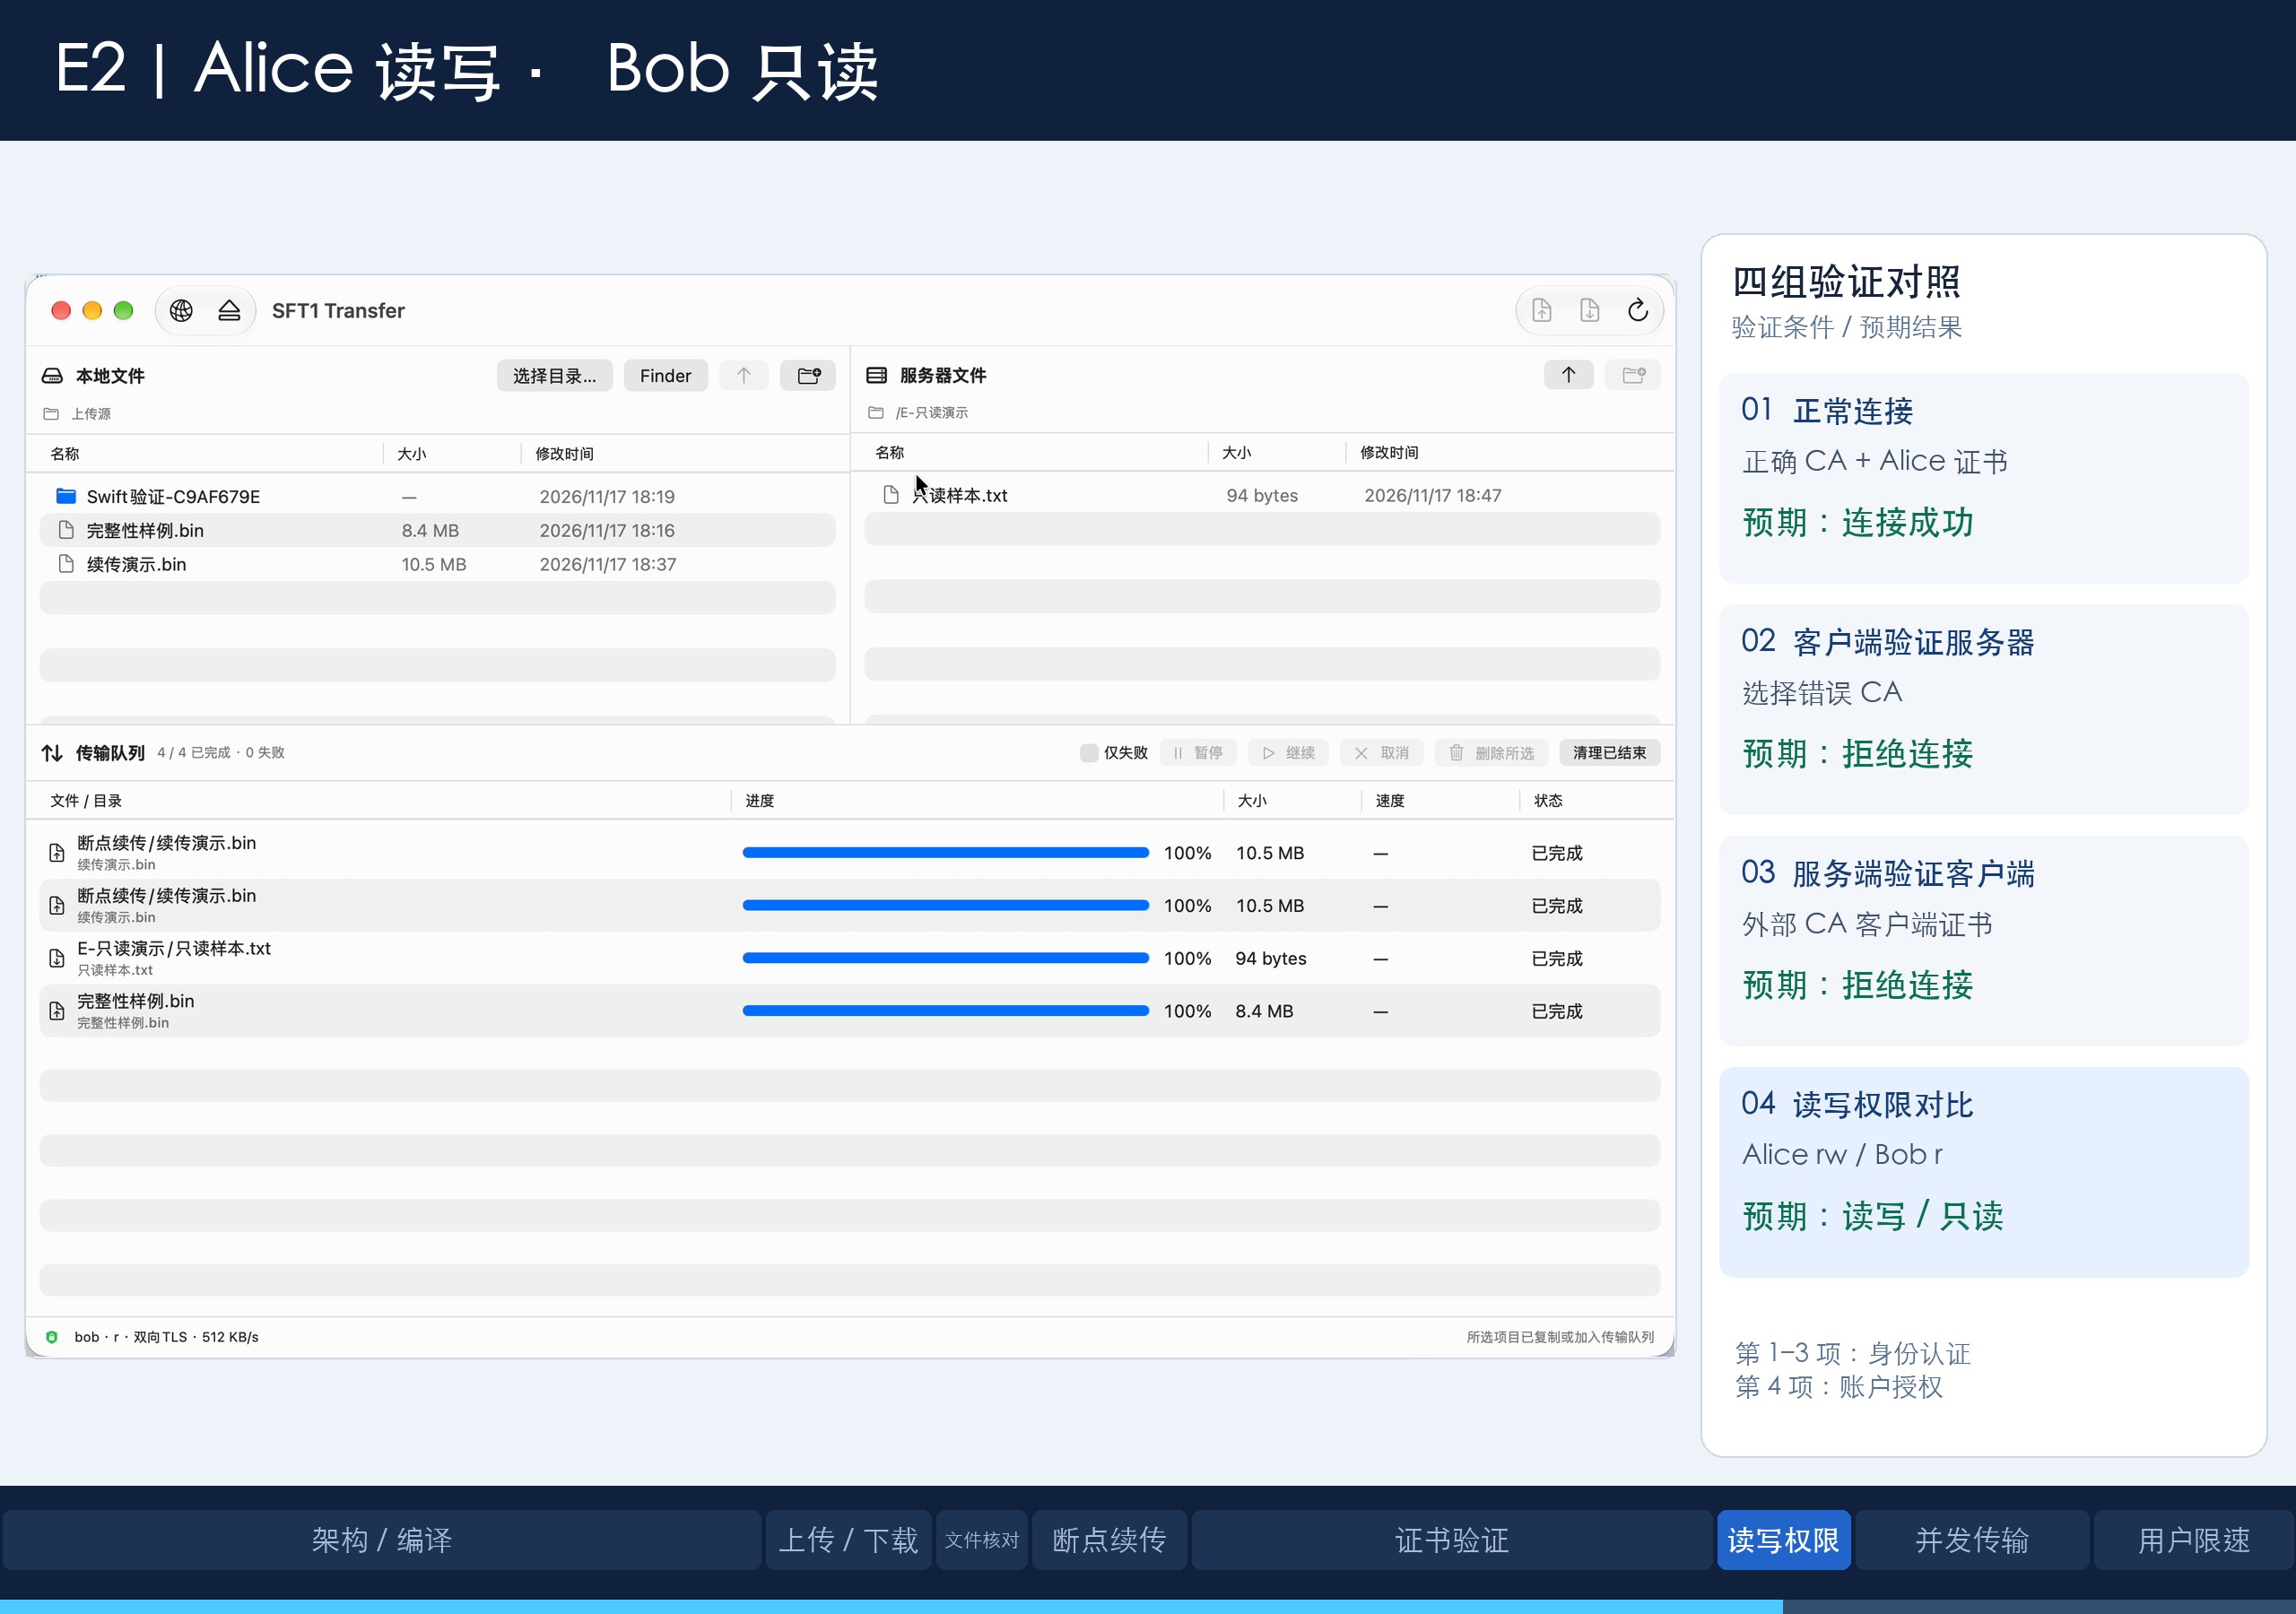 E2 | Alice 读写 · Bob 只读
SFT1 Transfer
本地文件
选择目录...
Finder
上传源
名称 大小 修改时间
Swift验证-C9AF679E — 2026/11/17 18:19
完整性样例.bin 8.4 MB 2026/11/17 18:16
续传演示.bin 10.5 MB 2026/11/17 18:37
服务器文件
/E-只读演示
名称 大小 修改时间
只读样本.txt 94 bytes 2026/11/17 18:47
传输队列 4 / 4 已完成 · 0 失败
仅失败 暂停 继续 取消 删除所选 清理已结束
文件 / 目录 进度 大小 速度 状态
断点续传/续传演示.bin
续传演示.bin
100% 10.5 MB — 已完成
断点续传/续传演示.bin
续传演示.bin
100% 10.5 MB — 已完成
E-只读演示/只读样本.txt
只读样本.txt
100% 94 bytes — 已完成
完整性样例.bin
完整性样例.bin
100% 8.4 MB — 已完成
bob · r · 双向TLS · 512 KB/s
所选项目已复制或加入传输队列
四组验证对照
验证条件 / 预期结果
01 正常连接
正确 CA + Alice 证书
预期：连接成功
02 客户端验证服务器
选择错误 CA
预期：拒绝连接
03 服务端验证客户端
外部 CA 客户端证书
预期：拒绝连接
04 读写权限对比
Alice rw / Bob r
预期：读写 / 只读
第 1–3 项：身份认证
第 4 项：账户授权
架构 / 编译
上传 / 下载
文件核对
断点续传
证书验证
读写权限
并发传输
用户限速